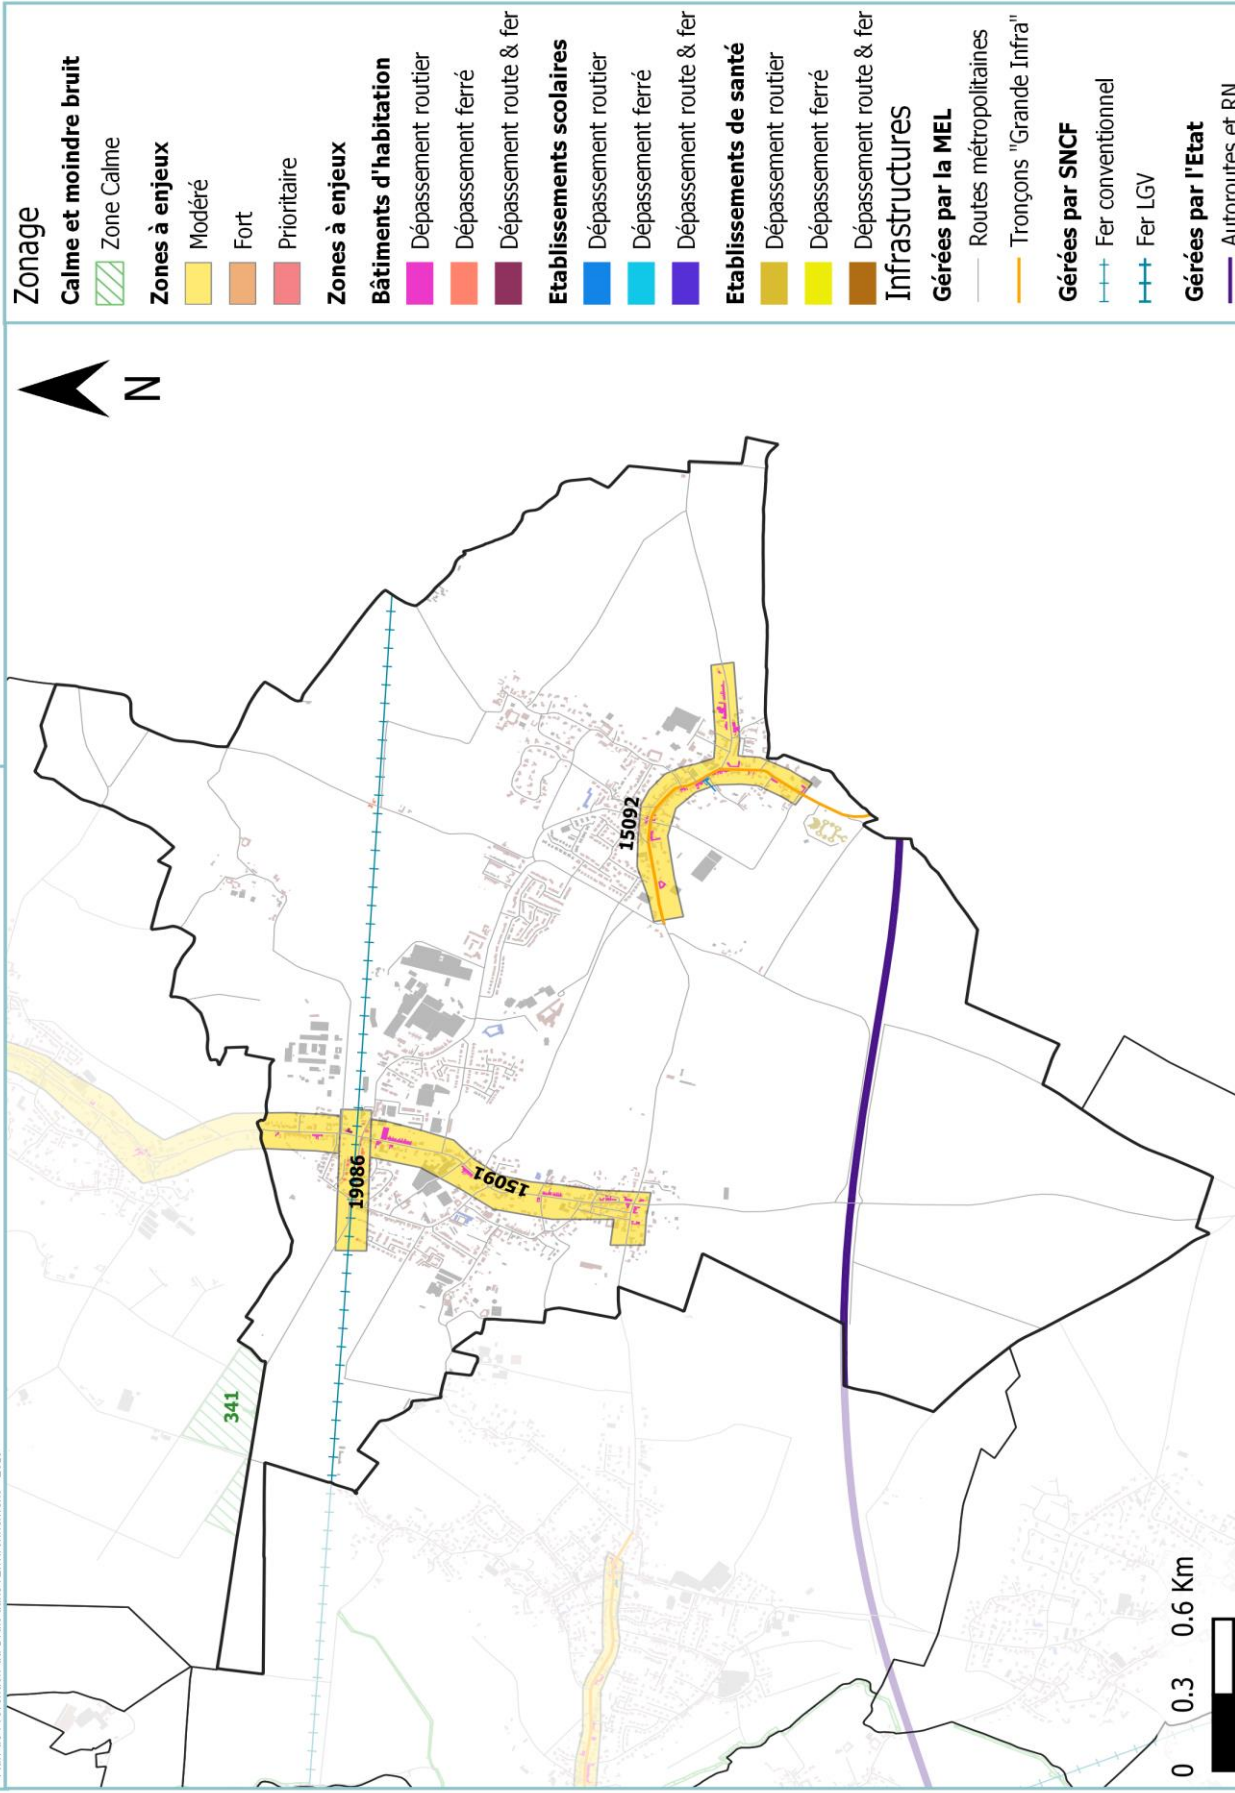 Zonage
Calme et moindre bruit
Zone Calme
Zones à enjeux
Modéré
Fort
Prioritaire
Zones à enjeux
Bâtiments d'habitation
Dépassement routier
Dépassement ferré
Dépassement route & fer
Etablissements scolaires
Dépassement routier
Dépassement ferré
Dépassement route & fer
Etablissements de santé
Dépassement routier
Dépassement ferré
Dépassement route & fer
Infrastructures
Gérées par la MEL
Routes métropolitaines
Tronçons "Grande Infra"
Gérées par SNCF
Fer conventionnel
Fer LGV
Gérées par l'Etat
Autoroutes et RN
N
15092
19086
15091
341
0 0.3 0.6 Km